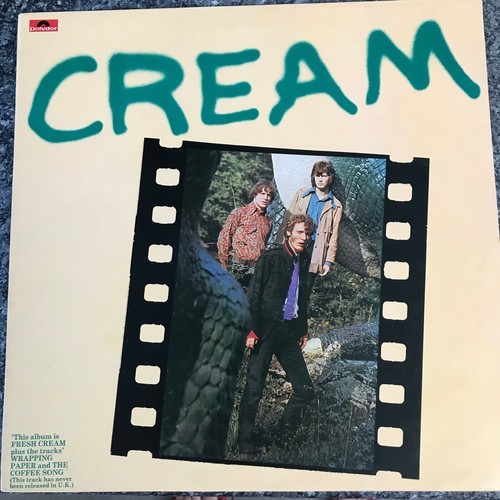 polydor
CREAM
'This album is
FRESH CREAM
plus the tracks'
WRAPPING
PAPER and THE
COFFEE SONG
(This track has never
been released in U.K.)